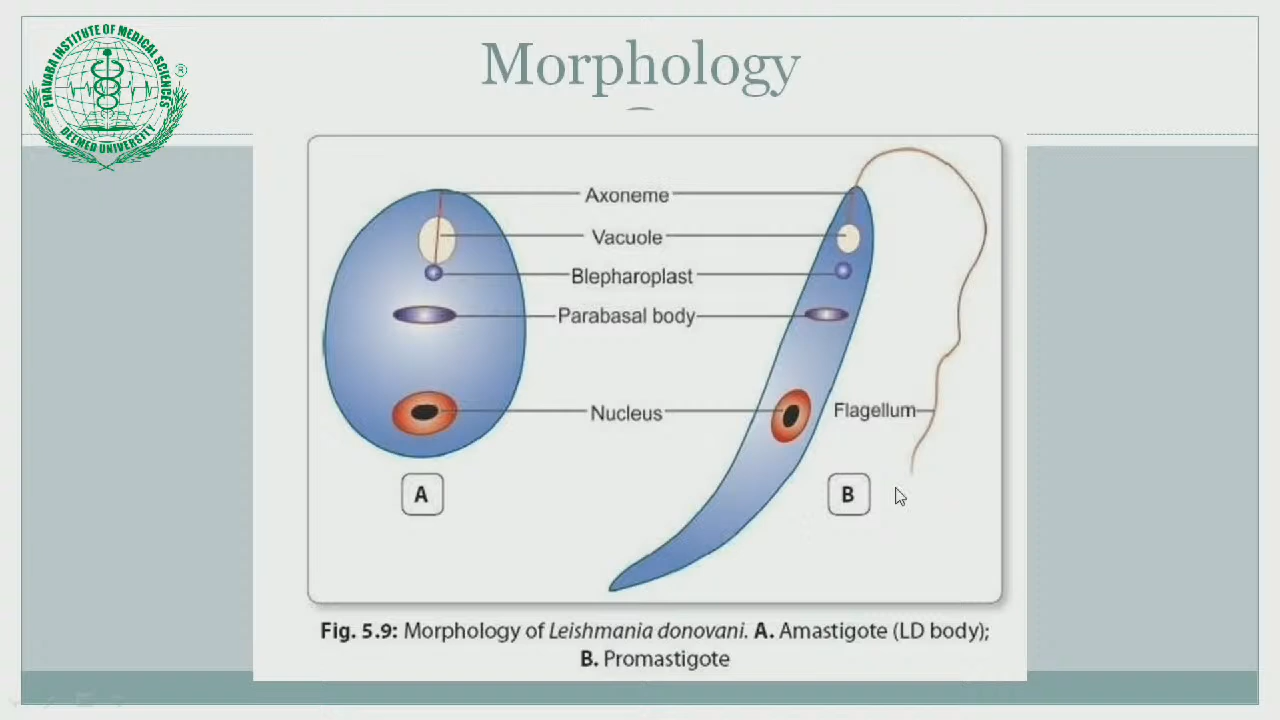 PRAVARA INSTITUTE OF MEDICAL SCIENCES
DEEMED UNIVERSITY
®
Morphology
Axoneme
Vacuole
Blepharoplast
Parabasal body
Nucleus
Flagellum
A
B
Fig. 5.9: Morphology of Leishmania donovani. A. Amastigote (LD body);
B. Promastigote